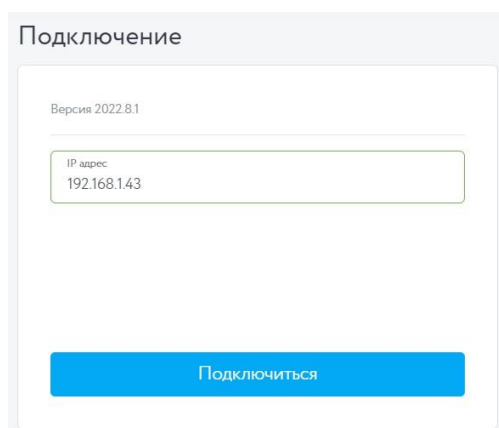 Подключение
Версия 2022.8.1
IP адрес
192.168.1.43
Подключиться